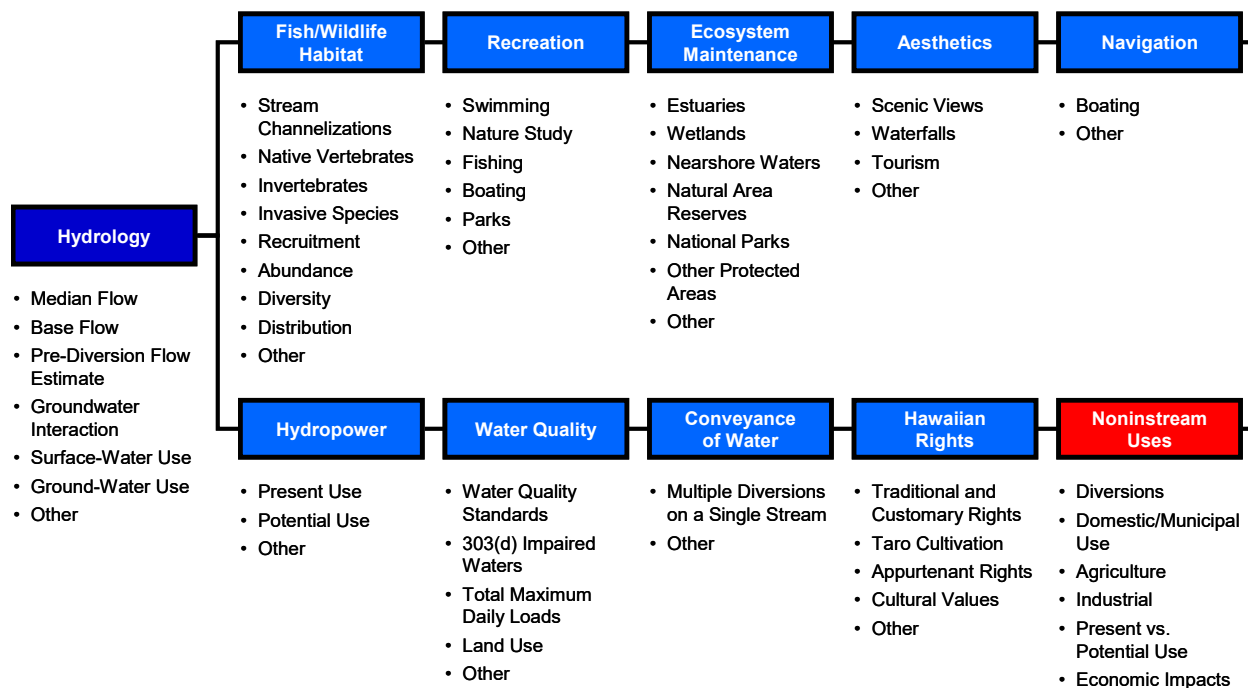 Fish/Wildlife
Habitat
• Stream
Channelizations
• Native Vertebrates
• Invertebrates
• Invasive Species
• Recruitment
• Abundance
• Diversity
• Distribution
• Other
Recreation
• Swimming
• Nature Study
• Fishing
• Boating
• Parks
• Other
Ecosystem
Maintenance
• Estuaries
• Wetlands
• Nearshore Waters
• Natural Area
Reserves
• National Parks
• Other Protected
Areas
• Other
Aesthetics
• Scenic Views
• Waterfalls
• Tourism
• Other
Navigation
• Boating
• Other
Hydrology
• Median Flow
• Base Flow
• Pre-Diversion Flow
Estimate
• Groundwater
Interaction
• Surface-Water Use
• Ground-Water Use
• Other
Hydropower
• Present Use
• Potential Use
• Other
Water Quality
• Water Quality
Standards
• 303(d) Impaired
Waters
• Total Maximum
Daily Loads
• Land Use
• Other
Conveyance
of Water
• Multiple Diversions
on a Single Stream
• Other
Hawaiian
Rights
• Traditional and
Customary Rights
• Taro Cultivation
• Appurtenant Rights
• Cultural Values
• Other
Noninstream
Uses
• Diversions
• Domestic/Municipal
Use
• Agriculture
• Industrial
• Present vs.
Potential Use
• Economic Impacts